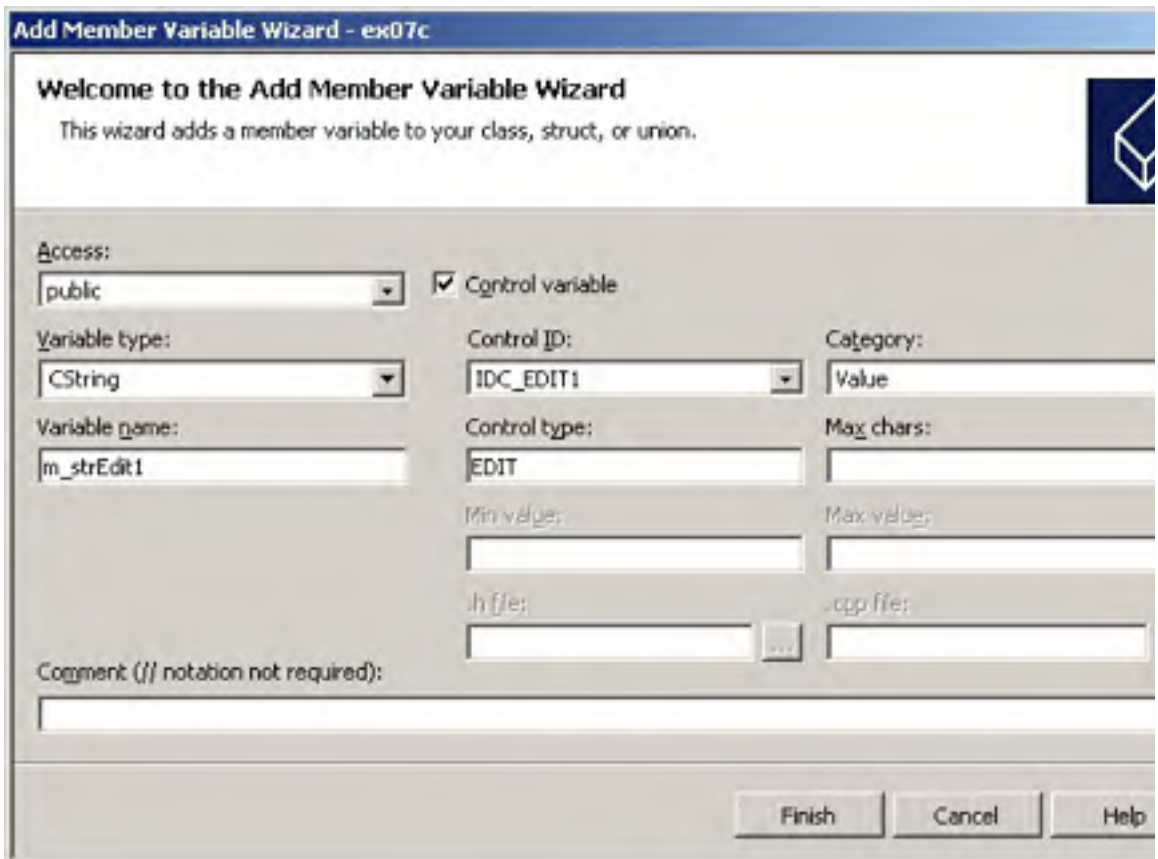 Add Member Variable Wizard - ex07c
Welcome to the Add Member Variable Wizard
This wizard adds a member variable to your class, struct, or union.
Access:
public
Control variable
Variable type:
Control ID:
Category:
CString
IDC_EDIT1
Value
Variable name:
Control type:
Max chars:
m_strEdit1
EDIT
Min value:
Max value:
.h file:
.cpp file:
...
Comment (// notation not required):
Finish
Cancel
Help